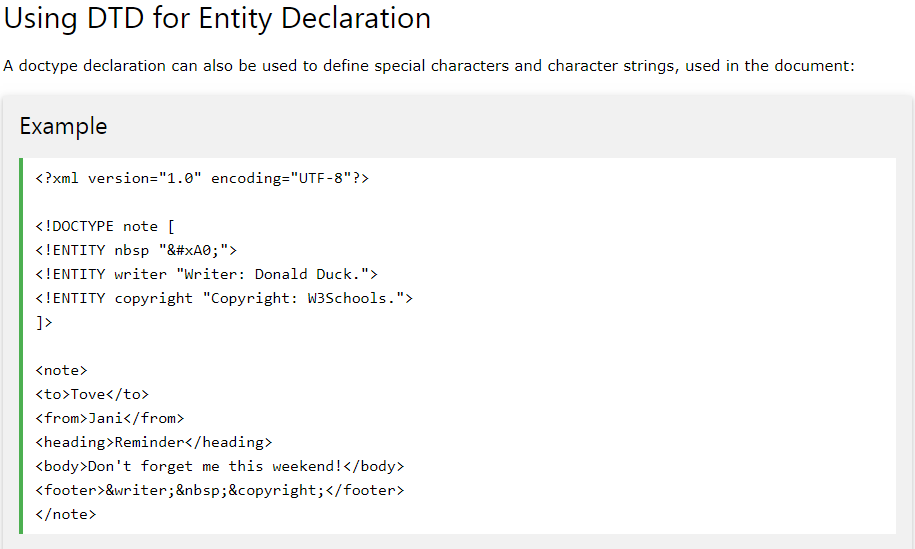 Using DTD for Entity Declaration
A doctype declaration can also be used to define special characters and character strings, used in the document:
Example
<?xml version="1.0" encoding="UTF-8"?>
<!DOCTYPE note [
<!ENTITY nbsp "&#xA0;">
<!ENTITY writer "Writer: Donald Duck.">
<!ENTITY copyright "Copyright: W3Schools.">
]>
<note>
<to>Tove</to>
<from>Jani</from>
<heading>Reminder</heading>
<body>Don't forget me this weekend!</body>
<footer>&writer;&nbsp;&copyright;</footer>
</note>